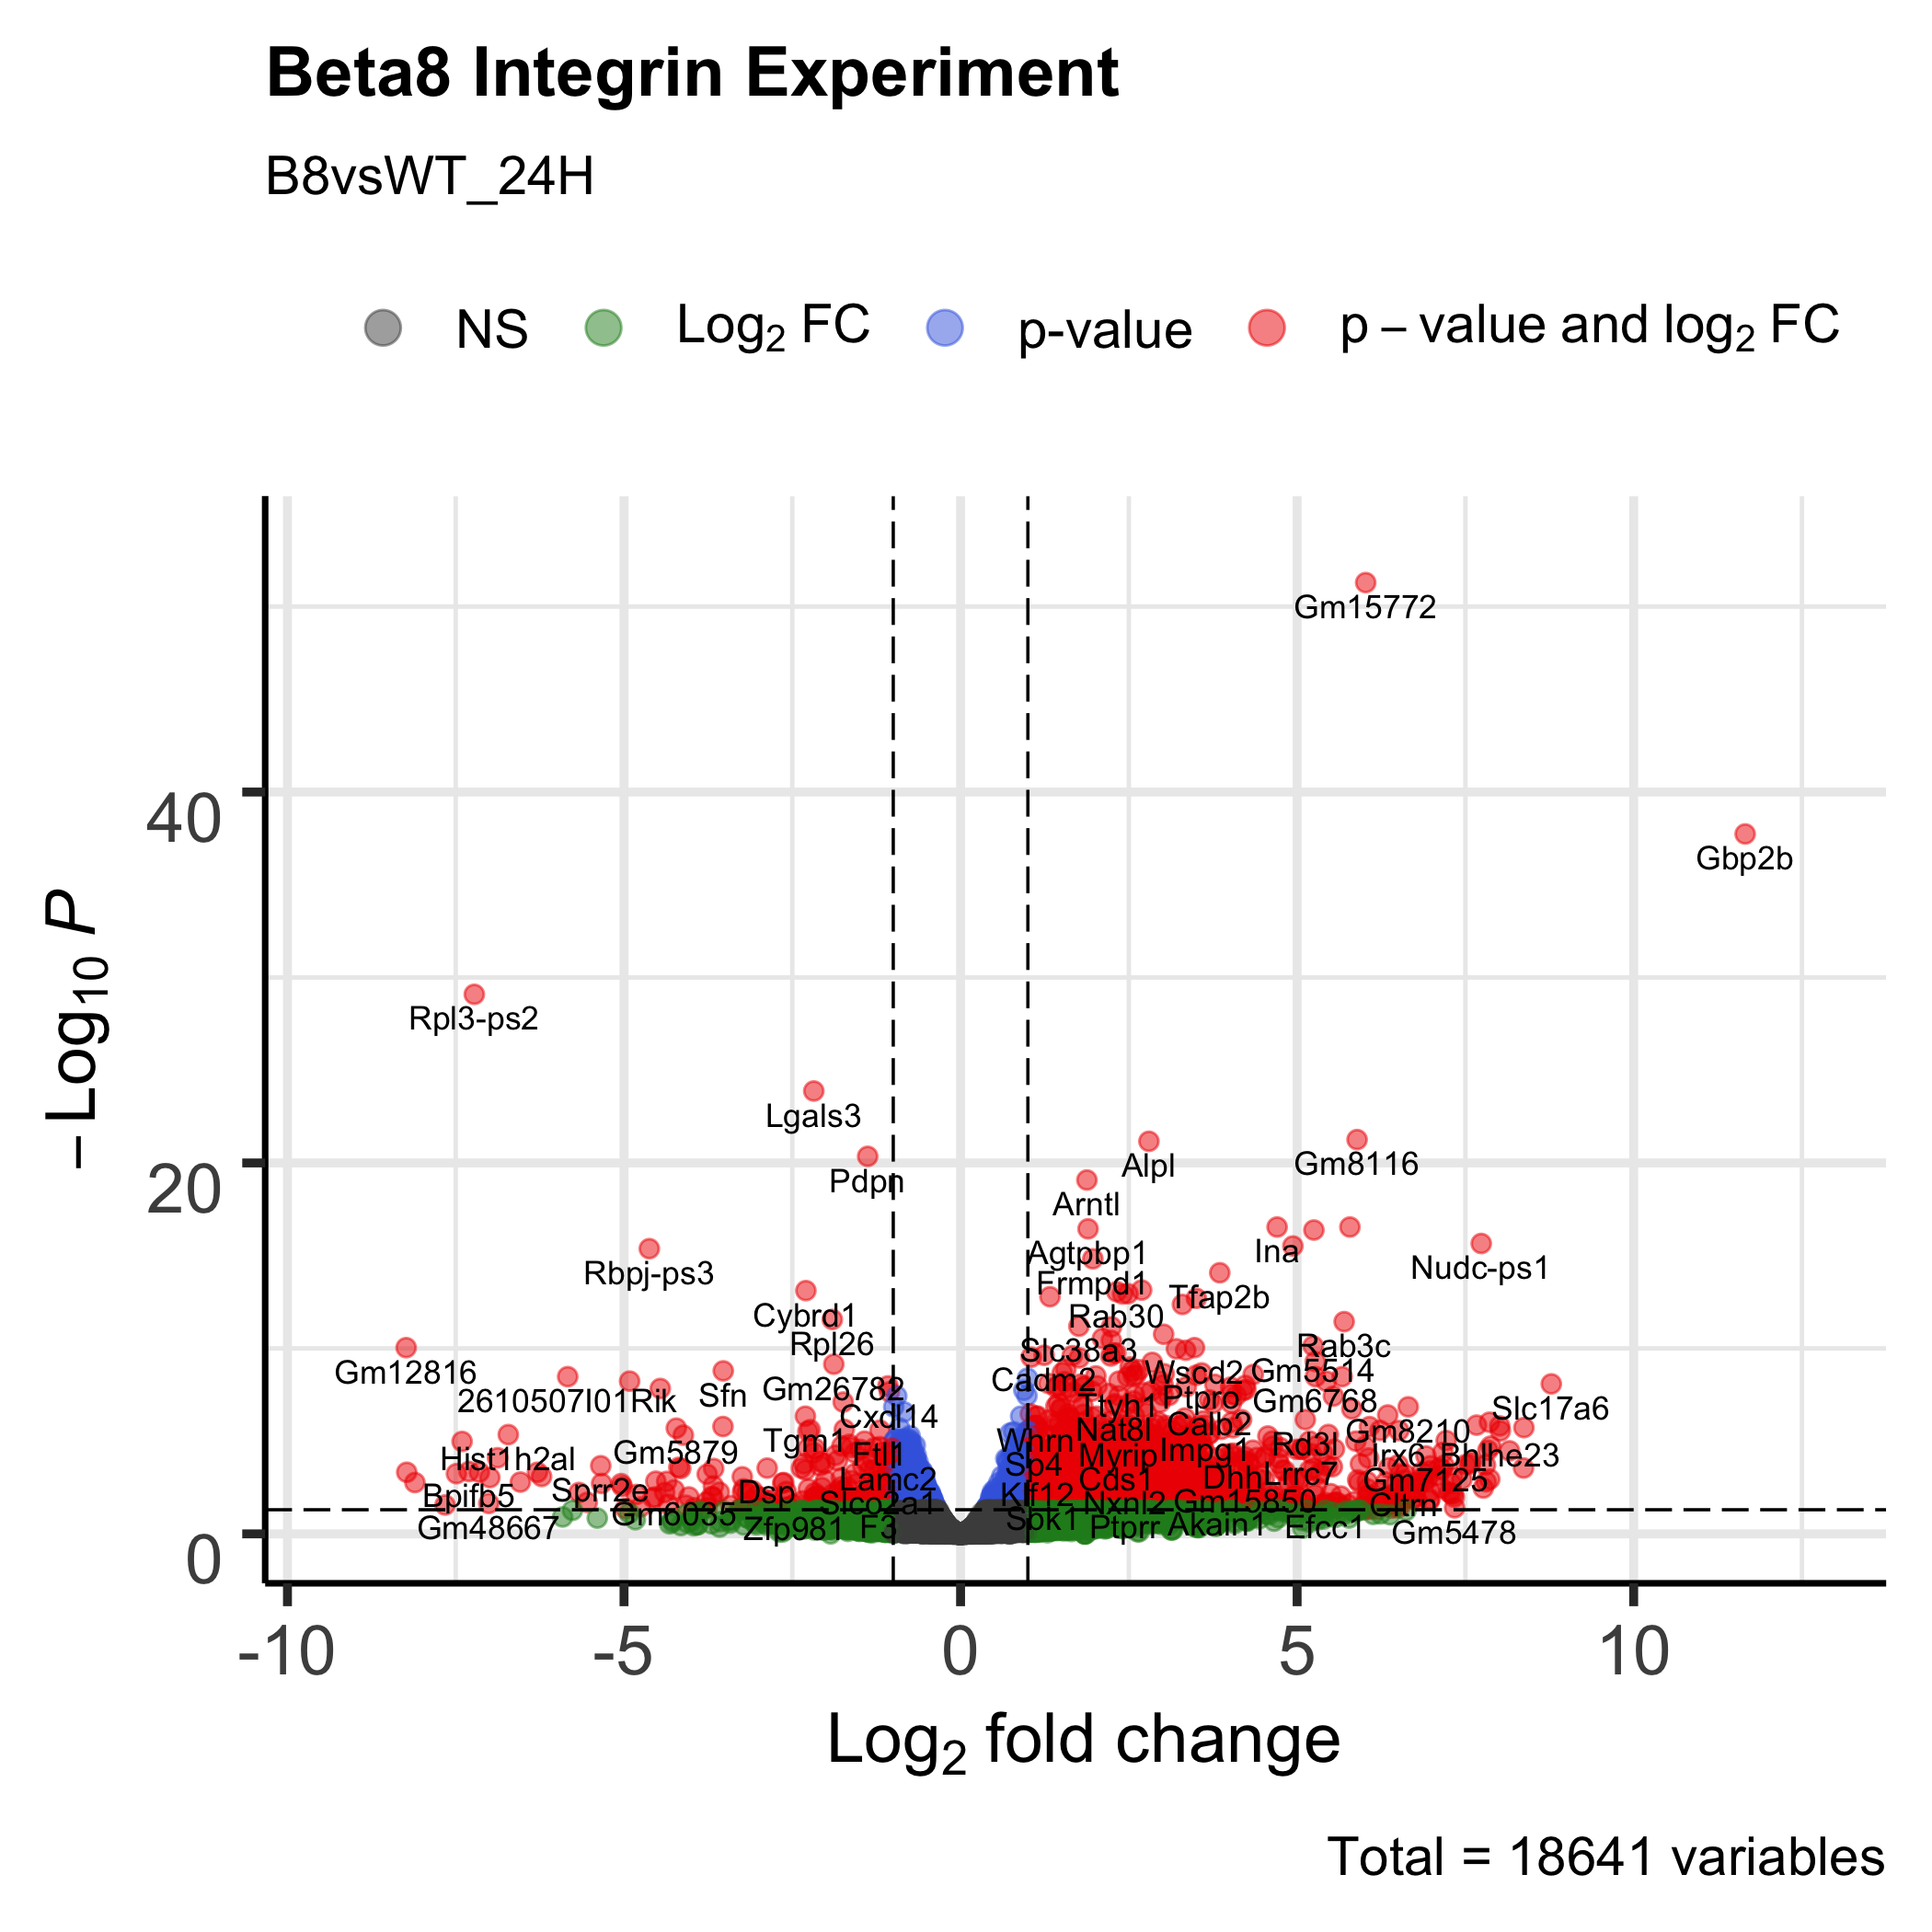 Beta8 Integrin Experiment
B8vsWT_24H
NS Log2 FC p-value p – value and log2 FC
Gm15772
40
Gbp2b
Rpl3-ps2
Lgals3
Alpl
Gm8116
20
Pdpn
Arntl
Agtpbp1
Ina
Nudc-ps1
Rbpj-ps3
Frmpd1
Tfap2b
Cybrd1
Rab30
Rpl26
Slc38a3
Rab3c
Gm12816
Cadm2
Wscd2
Gm5514
2610507I01Rik
Sfn
Gm26782
Ptpro
Gm6768
Slc17a6
Ttyh1
Cxcl14
Nat8l
Calb2
Gm8210
Tgm1
Whrn
Rd3l
Hist1h2al
Gm5879
Ftl1
Myrip
Impg1
Irx6
Bhlhe23
Sp4
Lamc2
Cds1
Dhh
Lrrc7
Gm7125
Bpifb5
Sprr2e
Dsp
Slco2a1
Klf12
Nxnl2
Gm15850
Cltrn
Gm48667
Gm6035
Zfp981
F3
Sbk1
Ptprr
Akain1
Efcc1
Gm5478
0
– Log10 P
-10 -5 0 5 10
Log2 fold change
Total = 18641 variables